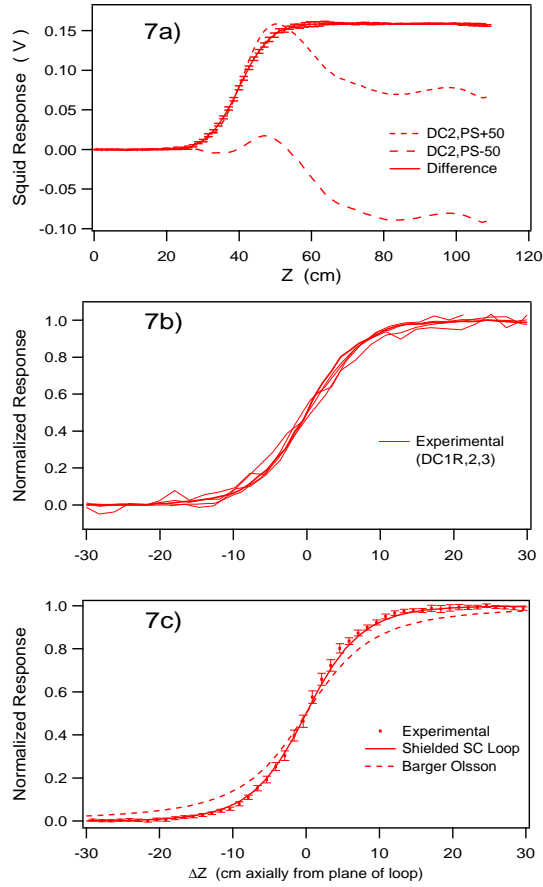 7a)
Squid Response ( V )
0.15
0.10
0.05
0.00
-0.05
-0.10
DC2,PS+50
DC2,PS-50
Difference
0 20 40 60 80 100 120
Z (cm)
7b)
Normalized Response
1.0
0.8
0.6
0.4
0.2
0.0
Experimental
(DC1R,2,3)
-30 -20 -10 0 10 20 30
7c)
Normalized Response
1.0
0.8
0.6
0.4
0.2
0.0
Experimental
Shielded SC Loop
Barger Olsson
-30 -20 -10 0 10 20 30
ΔZ (cm axially from plane of loop)